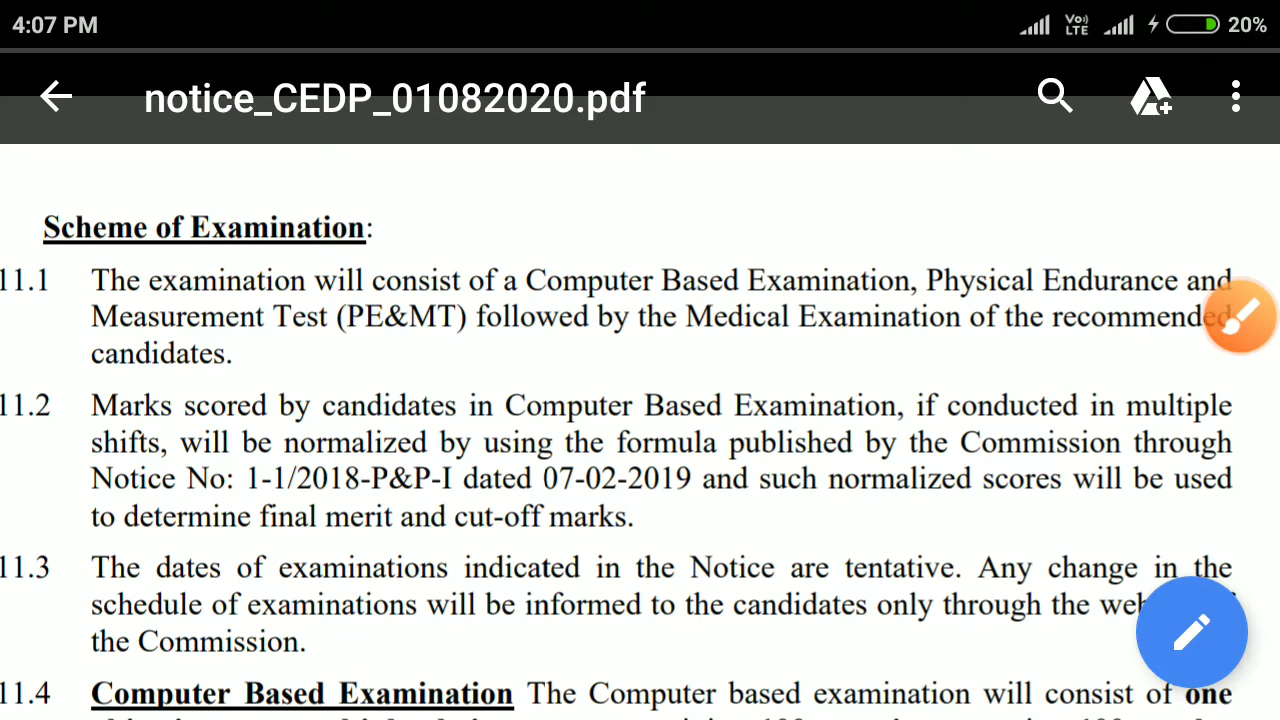 4:07 PM
Vo))
LTE
20%
notice_CEDP_01082020.pdf
Scheme of Examination:
11.1 The examination will consist of a Computer Based Examination, Physical Endurance and
Measurement Test (PE&MT) followed by the Medical Examination of the recommended
candidates.
11.2 Marks scored by candidates in Computer Based Examination, if conducted in multiple
shifts, will be normalized by using the formula published by the Commission through
Notice No: 1-1/2018-P&P-I dated 07-02-2019 and such normalized scores will be used
to determine final merit and cut-off marks.
11.3 The dates of examinations indicated in the Notice are tentative. Any change in the
schedule of examinations will be informed to the candidates only through the
the Commission.
11.4 Computer Based Examination The Computer based examination will consist of one